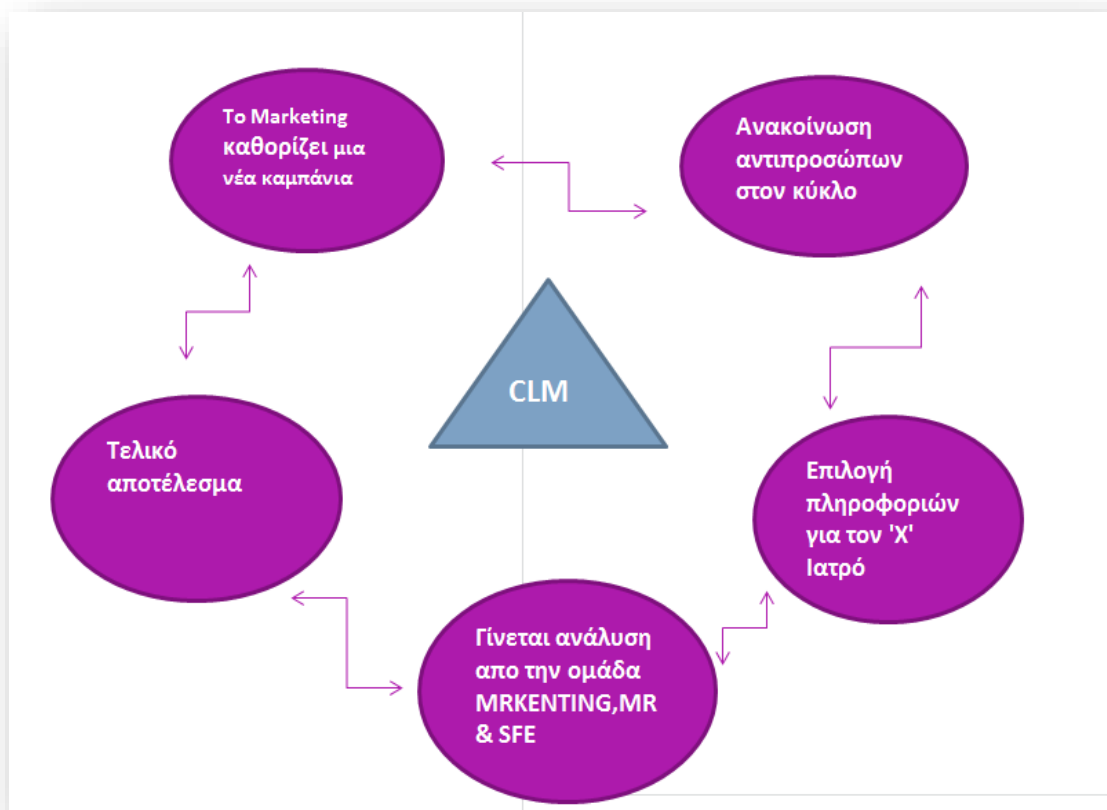 Το Marketing
καθορίζει μια
νέα καμπάνια
Ανακοίνωση
αντιπροσώπων
στον κύκλο
CLM
Τελικό
αποτέλεσμα
Επιλογή
πληροφοριών
για τον 'Χ'
Ιατρό
Γίνεται ανάλυση
απο την ομάδα
MRKENTING,MR
& SFE